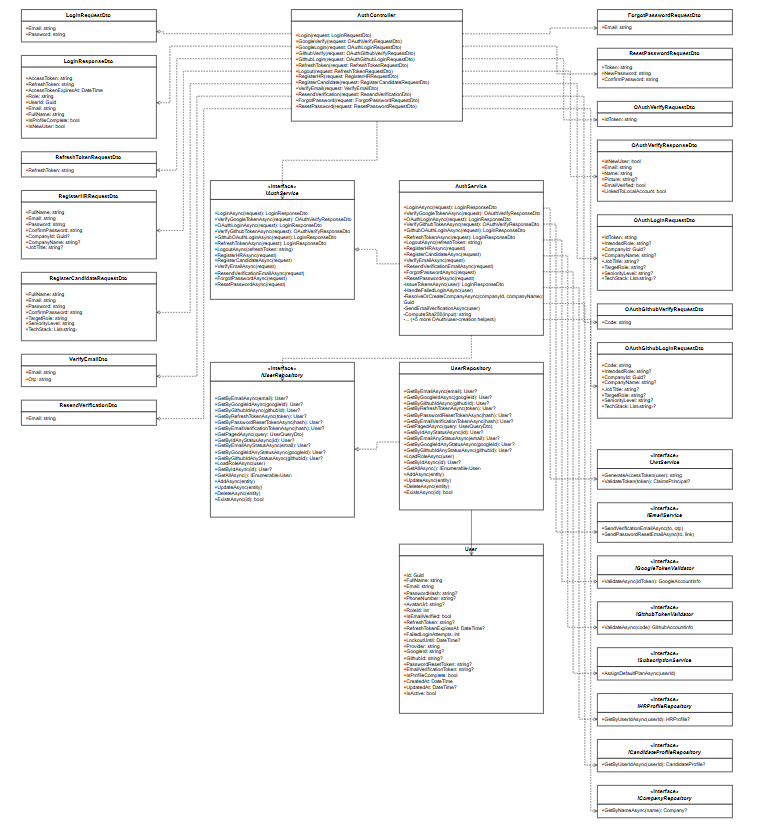 LoginRequestDto
+Email: string
+Password: string
LoginResponseDto
+AccessToken: string
+RefreshToken: string
+AccessTokenExpiresAt: DateTime
+Role: string
+UserId: Guid
+Email: string
+FullName: string
+IsProfileComplete: bool
+IsNewUser: bool
RefreshTokenRequestDto
+RefreshToken: string
RegisterHRRequestDto
+FullName: string
+Email: string
+Password: string
+ConfirmPassword: string
+CompanyId: Guid?
+CompanyName: string?
+JobTitle: string?
RegisterCandidateRequestDto
+FullName: string
+Email: string
+Password: string
+ConfirmPassword: string
+TargetRole: string
+SeniorityLevel: string
+TechStack: List‹string›
VerifyEmailDto
+Email: string
+Otp: string
ResendVerificationDto
+Email: string
AuthController
+Login(request: LoginRequestDto)
+GoogleVerify(request: OAuthVerifyRequestDto)
+GoogleLogin(request: OAuthLoginRequestDto)
+GithubVerify(request: OAuthGithubVerifyRequestDto)
+GithubLogin(request: OAuthGithubLoginRequestDto)
+RefreshToken(request: RefreshTokenRequestDto)
+Logout(request: RefreshTokenRequestDto)
+RegisterHR(request: RegisterHRRequestDto)
+RegisterCandidate(request: RegisterCandidateRequestDto)
+VerifyEmail(request: VerifyEmailDto)
+ResendVerification(request: ResendVerificationDto)
+ForgotPassword(request: ForgotPasswordRequestDto)
+ResetPassword(request: ResetPasswordRequestDto)
«interface»
IAuthService
+LoginAsync(request): LoginResponseDto
+VerifyGoogleTokenAsync(request): OAuthVerifyResponseDto
+OAuthLoginAsync(request): LoginResponseDto
+VerifyGithubTokenAsync(request): OAuthVerifyResponseDto
+GithubOAuthLoginAsync(request): LoginResponseDto
+RefreshTokenAsync(request): LoginResponseDto
+LogoutAsync(refreshToken: string)
+RegisterHRAsync(request)
+RegisterCandidateAsync(request)
+VerifyEmailAsync(request)
+ResendVerificationEmailAsync(request)
+ForgotPasswordAsync(request)
+ResetPasswordAsync(request)
AuthService
+LoginAsync(request): LoginResponseDto
+VerifyGoogleTokenAsync(request): OAuthVerifyResponseDto
+OAuthLoginAsync(request): LoginResponseDto
+VerifyGithubTokenAsync(request): OAuthVerifyResponseDto
+GithubOAuthLoginAsync(request): LoginResponseDto
+RefreshTokenAsync(request): LoginResponseDto
+LogoutAsync(refreshToken: string)
+RegisterHRAsync(request)
+RegisterCandidateAsync(request)
+VerifyEmailAsync(request)
+ResendVerificationEmailAsync(request)
+ForgotPasswordAsync(request)
+ResetPasswordAsync(request)
-IssueTokensAsync(user): LoginResponseDto
-HandleFailedLoginAsync(user)
-ResolveOrCreateCompanyAsync(companyId, companyName):
Guid
-SendEmailVerificationAsync(user)
-ComputeSha256(input): string
-... (+5 more OAuth/user-creation helpers)
«interface»
IUserRepository
+GetByEmailAsync(email): User?
+GetByGoogleIdAsync(googleId): User?
+GetByGithubIdAsync(githubId): User?
+GetByRefreshTokenAsync(token): User?
+GetByPasswordResetTokenAsync(hash): User?
+GetByEmailVerificationTokenAsync(hash): User?
+GetPagedAsync(query: UserQueryDto)
+GetByIdAnyStatusAsync(id): User?
+GetByEmailAnyStatusAsync(email): User?
+GetByGoogleIdAnyStatusAsync(googleId): User?
+GetByGithubIdAnyStatusAsync(githubId): User?
+LoadRoleAsync(user)
+GetByIdAsync(id): User?
+GetAllAsync(): IEnumerable‹User›
+AddAsync(entity)
+UpdateAsync(entity)
+DeleteAsync(entity)
+ExistsAsync(id): bool
UserRepository
+GetByEmailAsync(email): User?
+GetByGoogleIdAsync(googleId): User?
+GetByGithubIdAsync(githubId): User?
+GetByRefreshTokenAsync(token): User?
+GetByPasswordResetTokenAsync(hash): User?
+GetByEmailVerificationTokenAsync(hash): User?
+GetPagedAsync(query: UserQueryDto)
+GetByIdAnyStatusAsync(id): User?
+GetByEmailAnyStatusAsync(email): User?
+GetByGoogleIdAnyStatusAsync(googleId): User?
+GetByGithubIdAnyStatusAsync(githubId): User?
+LoadRoleAsync(user)
+GetByIdAsync(id): User?
+GetAllAsync(): IEnumerable‹User›
+AddAsync(entity)
+UpdateAsync(entity)
+DeleteAsync(entity)
+ExistsAsync(id): bool
User
+Id: Guid
+FullName: string
+Email: string
+PasswordHash: string?
+PhoneNumber: string?
+AvatarUrl: string?
+RoleId: int
+IsEmailVerified: bool
+RefreshToken: string?
+RefreshTokenExpiresAt: DateTime?
+FailedLoginAttempts: int
+LockoutUntil: DateTime?
+Provider: string
+GoogleId: string?
+GithubId: string?
+PasswordResetToken: string?
+EmailVerificationToken: string?
+IsProfileComplete: bool
+CreatedAt: DateTime
+UpdatedAt: DateTime?
+IsActive: bool
ForgotPasswordRequestDto
+Email: string
ResetPasswordRequestDto
+Token: string
+NewPassword: string
+ConfirmPassword: string
OAuthVerifyRequestDto
+IdToken: string
OAuthVerifyResponseDto
+IsNewUser: bool
+Email: string
+Name: string
+Picture: string?
+EmailVerified: bool
+LinkedToLocalAccount: bool
OAuthLoginRequestDto
+IdToken: string
+IntendedRole: string?
+CompanyId: Guid?
+CompanyName: string?
+JobTitle: string?
+TargetRole: string?
+SeniorityLevel: string?
+TechStack: List‹string›?
OAuthGithubVerifyRequestDto
+Code: string
OAuthGithubLoginRequestDto
+Code: string
+IntendedRole: string?
+CompanyId: Guid?
+CompanyName: string?
+JobTitle: string?
+TargetRole: string?
+SeniorityLevel: string?
+TechStack: List‹string›?
«interface»
IJwtService
+GenerateAccessToken(user): string
+ValidateToken(token): ClaimsPrincipal?
«interface»
IEmailService
+SendVerificationEmailAsync(to, otp)
+SendPasswordResetEmailAsync(to, link)
«interface»
IGoogleTokenValidator
+ValidateAsync(idToken): GoogleAccountInfo
«interface»
IGithubTokenValidator
+ValidateAsync(code): GithubAccountInfo
«interface»
ISubscriptionService
+AssignDefaultPlanAsync(userId)
«interface»
IHRProfileRepository
+GetByUserIdAsync(userId): HRProfile?
«interface»
ICandidateProfileRepository
+GetByUserIdAsync(userId): CandidateProfile?
«interface»
ICompanyRepository
+GetByNameAsync(name): Company?